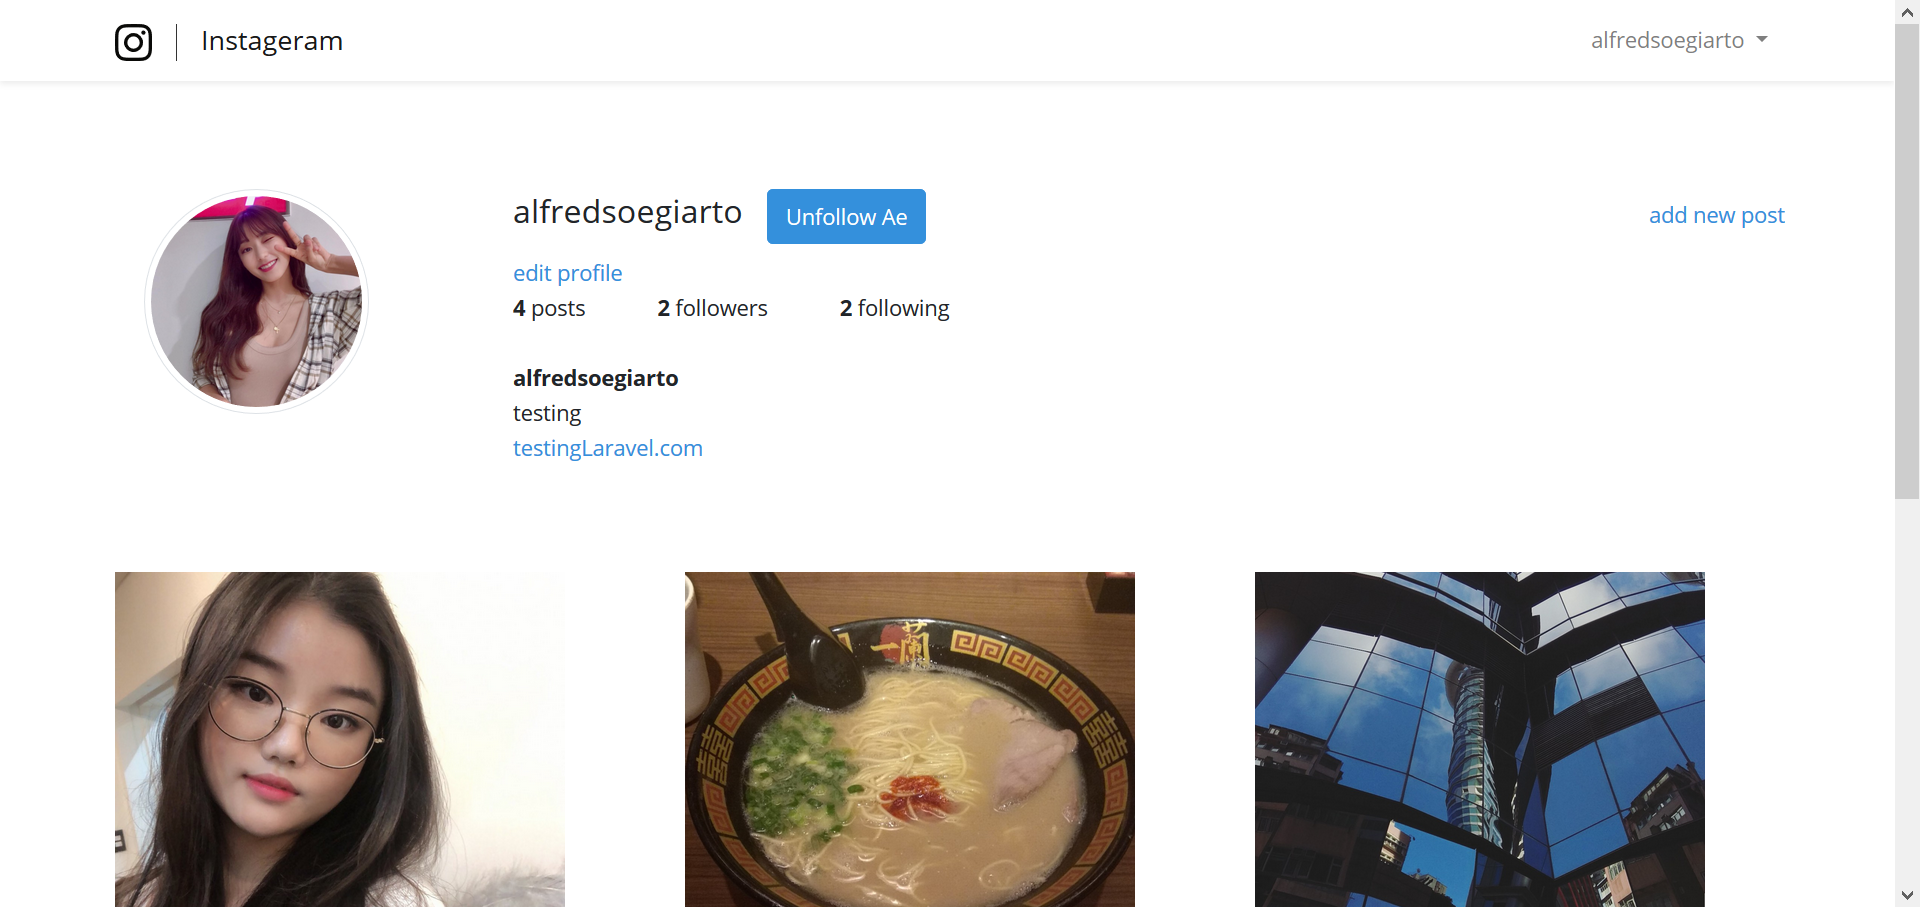 Instageram
alfredsoegiarto
alfredsoegiarto
Unfollow Ae
add new post
edit profile
4 posts
2 followers
2 following
alfredsoegiarto
testing
testingLaravel.com
一蘭